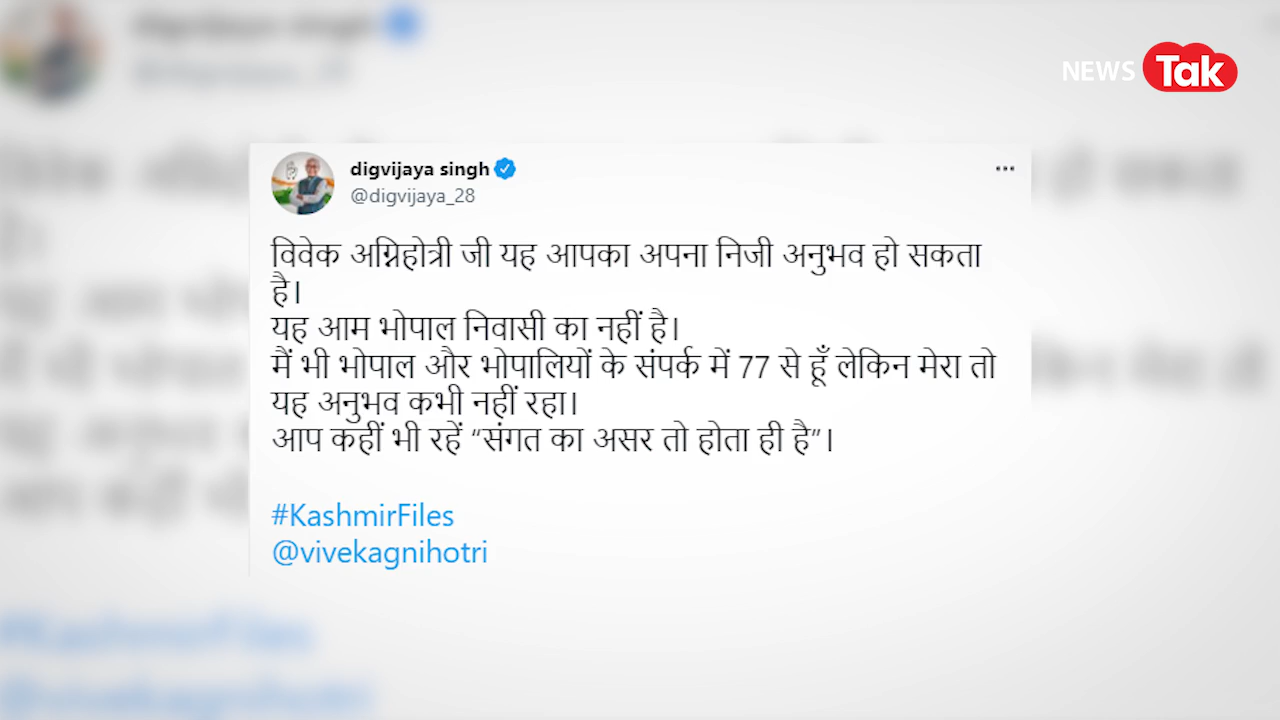 NEWS Tak
digvijaya singh
@digvijaya_28
विवेक अग्निहोत्री जी यह आपका अपना निजी अनुभव हो सकता
है।
यह आम भोपाल निवासी का नहीं है।
मैं भी भोपाल और भोपालियों के संपर्क में 77 से हूँ लेकिन मेरा तो
यह अनुभव कभी नहीं रहा।
आप कहीं भी रहें “संगत का असर तो होता ही है”।
#KashmirFiles
@vivekagnihotri